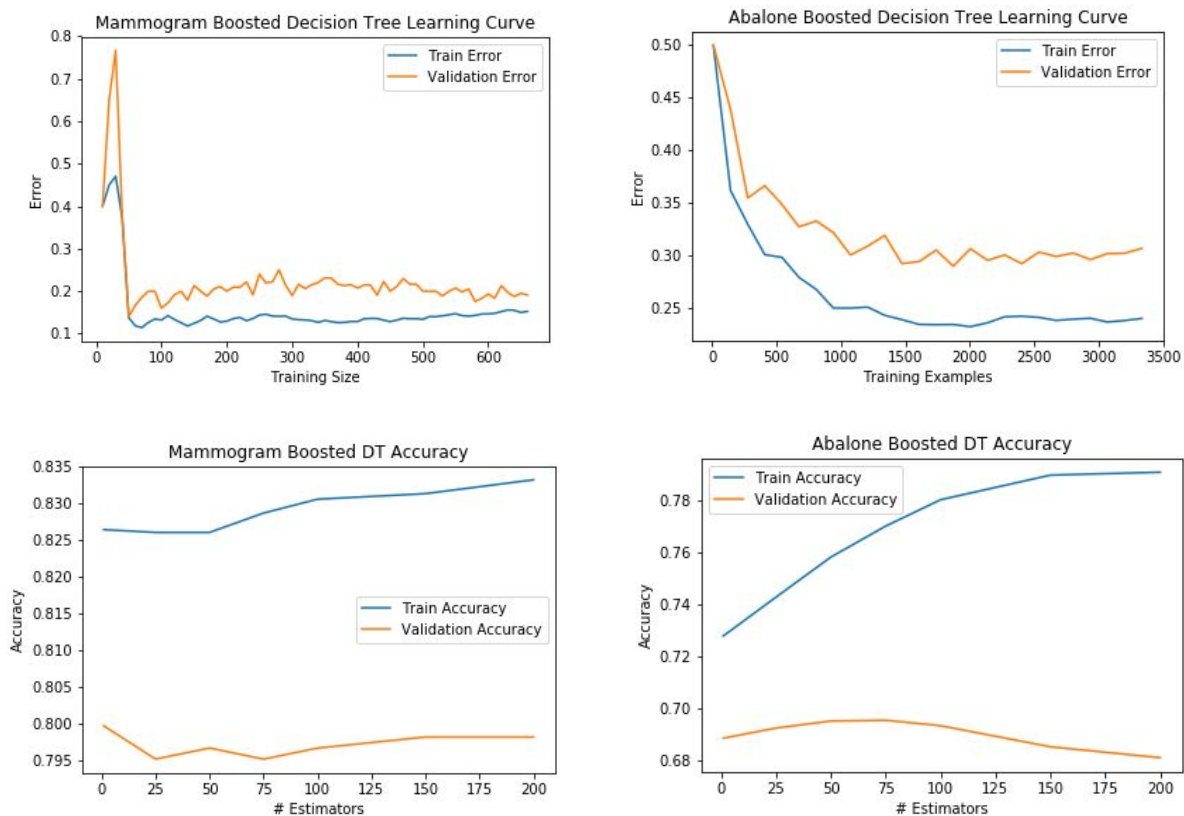 Mammogram Boosted Decision Tree Learning Curve
0.8
0.7
0.6
0.5
0.4
0.3
0.2
0.1
Error
Train Error
Validation Error
0 100 200 300 400 500 600
Training Size
Abalone Boosted Decision Tree Learning Curve
0.50
0.45
0.40
0.35
0.30
0.25
Error
Train Error
Validation Error
0 500 1000 1500 2000 2500 3000 3500
Training Examples
Mammogram Boosted DT Accuracy
0.835
0.830
0.825
0.820
0.815
0.810
0.805
0.800
0.795
Accuracy
Train Accuracy
Validation Accuracy
0 25 50 75 100 125 150 175 200
# Estimators
Abalone Boosted DT Accuracy
0.78
0.76
0.74
0.72
0.70
0.68
Accuracy
Train Accuracy
Validation Accuracy
0 25 50 75 100 125 150 175 200
# Estimators